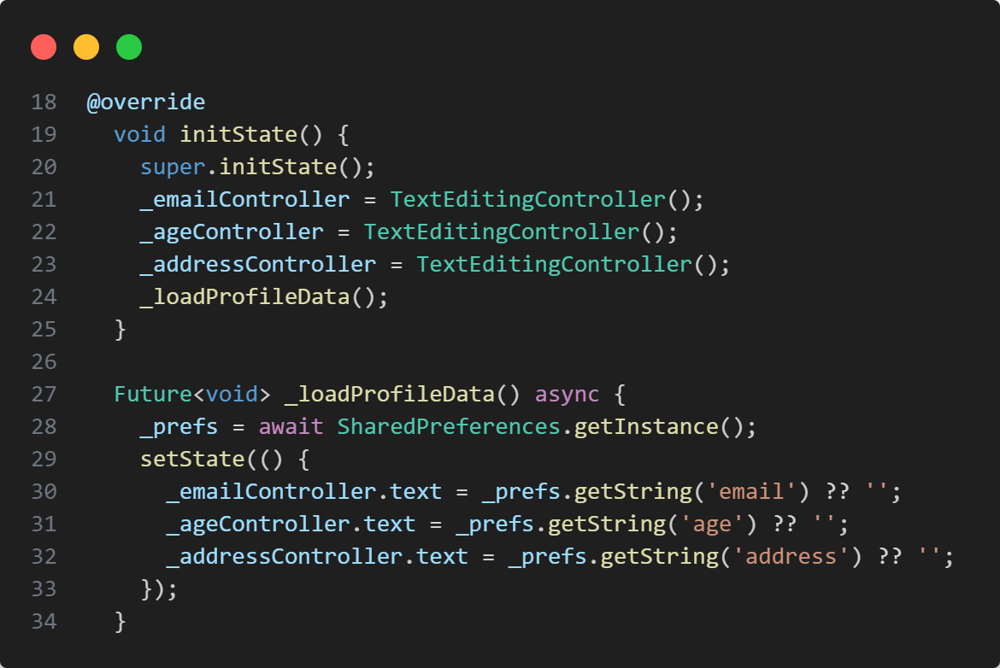 18 @override
19   void initState() {
20     super.initState();
21     _emailController = TextEditingController();
22     _ageController = TextEditingController();
23     _addressController = TextEditingController();
24     _loadProfileData();
25   }
26
27   Future<void> _loadProfileData() async {
28     _prefs = await SharedPreferences.getInstance();
29     setState(() {
30       _emailController.text = _prefs.getString('email') ?? '';
31       _ageController.text = _prefs.getString('age') ?? '';
32       _addressController.text = _prefs.getString('address') ?? '';
33     });
34   }